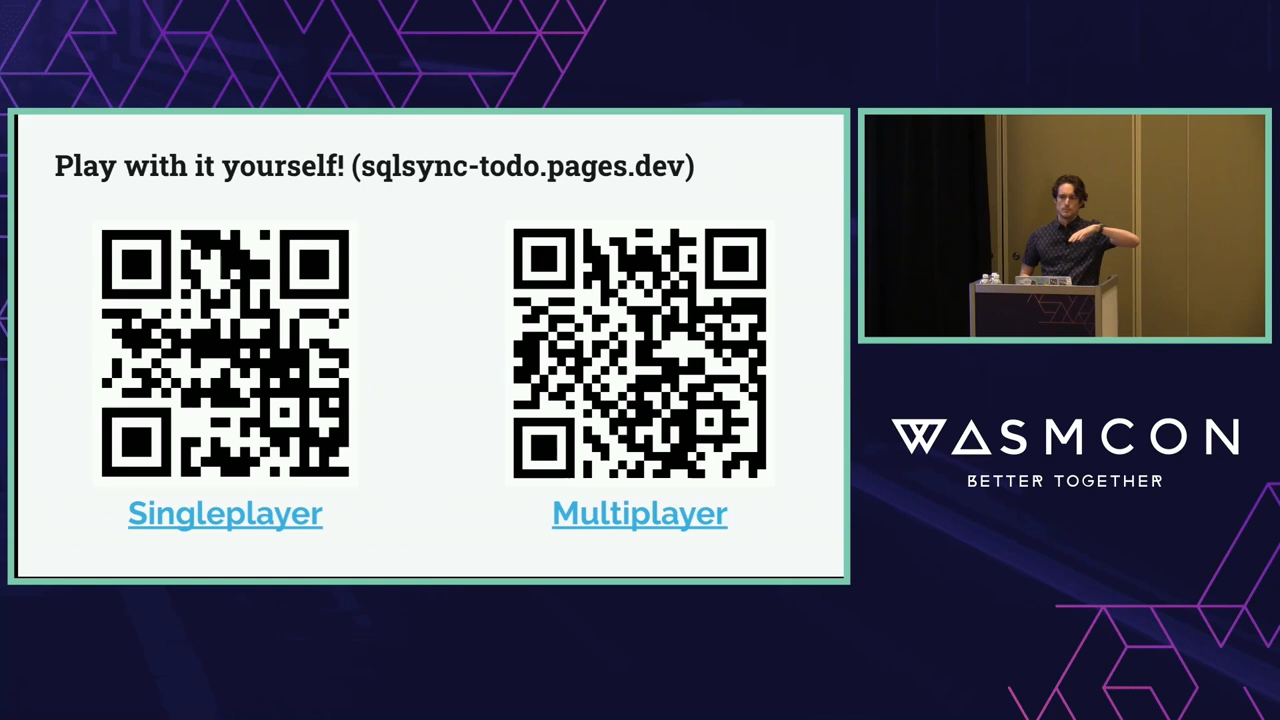 Play with it yourself! (sqlsync-todo.pages.dev)
Singleplayer
Multiplayer
WASMCON
BETTER TOGETHER